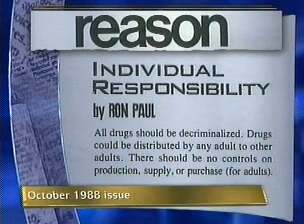 reason
INDIVIDUAL
RESPONSIBILITY
by RON PAUL
All drugs should be decriminalized. Drugs
could be distributed by any adult to other
adults. There should be no controls on
production, supply, or purchase (for adults).
October 1988 issue